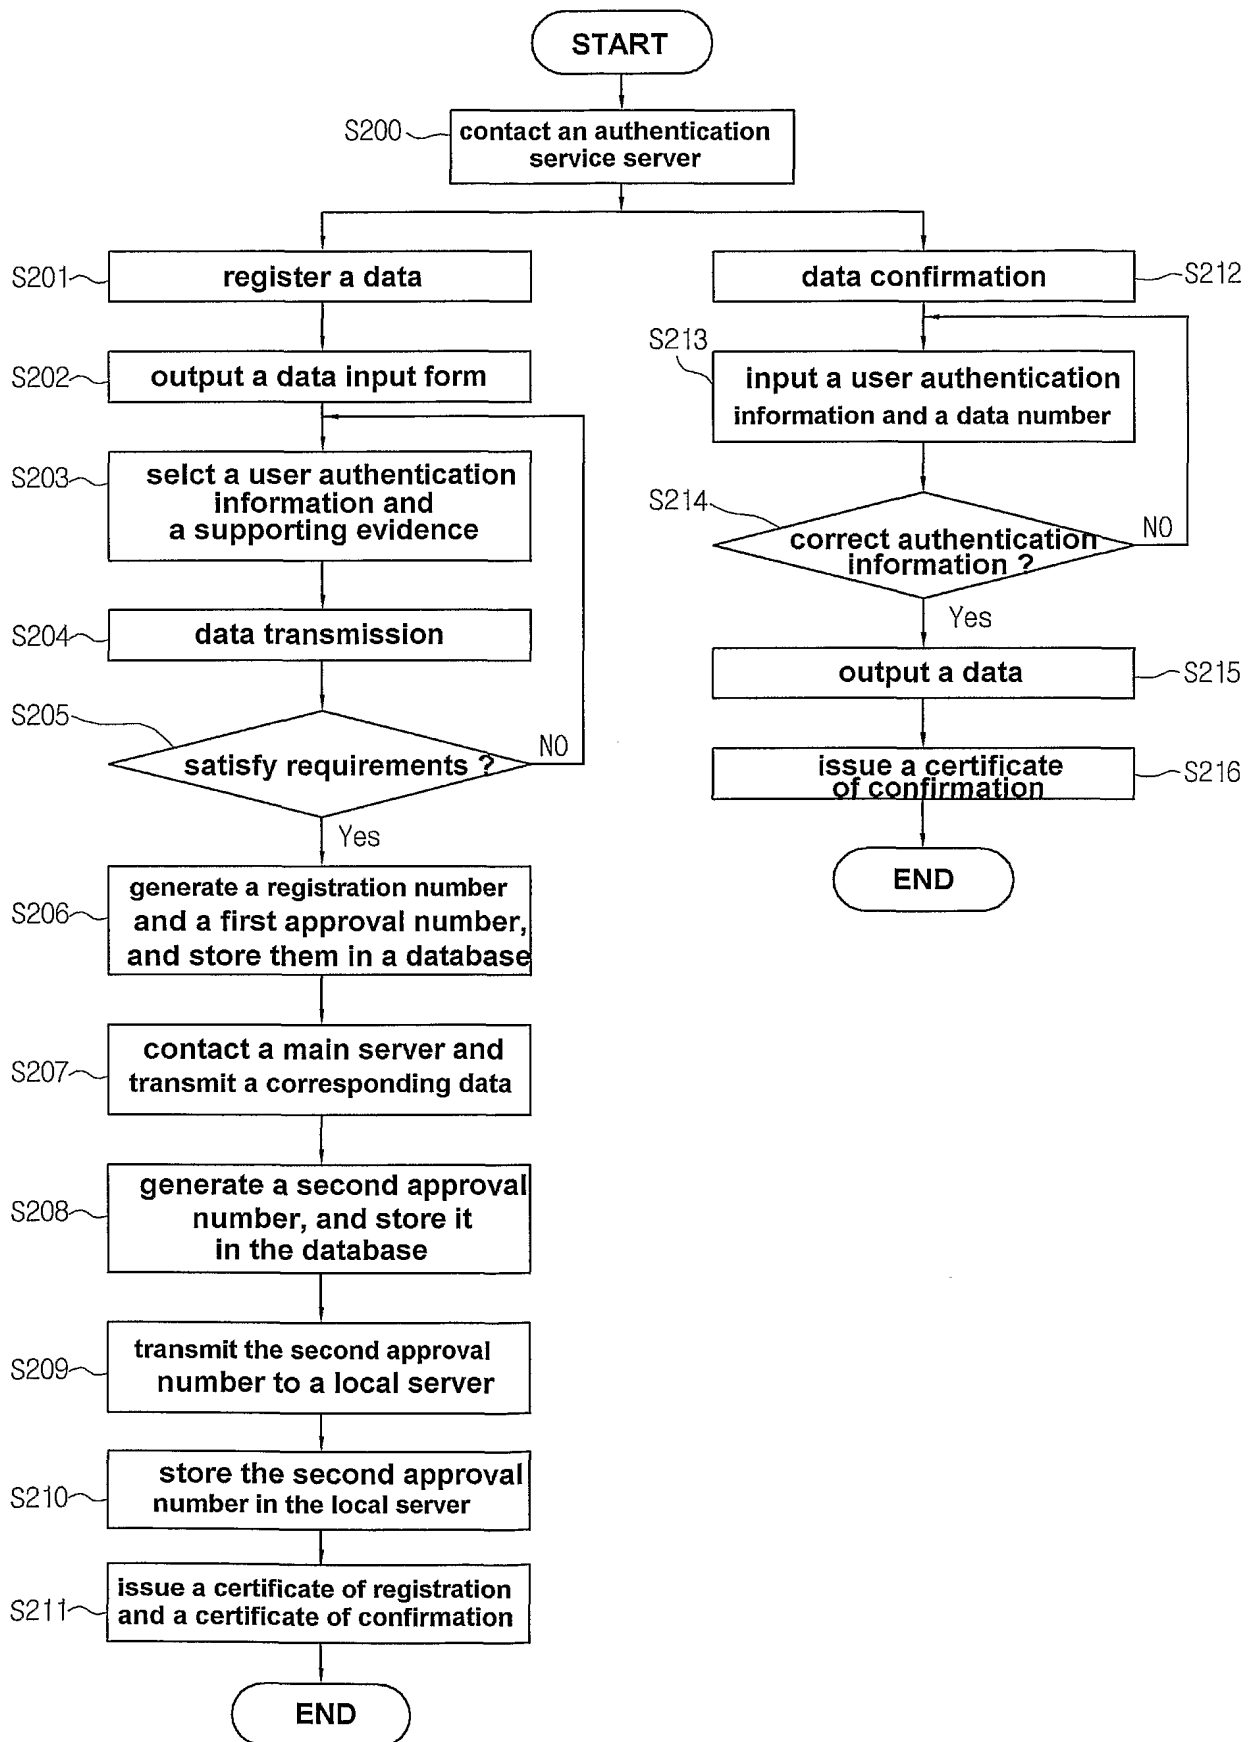 START
S200
contact an authentication
service server
S201
register a data
S202
output a data input form
S203
selct a user authentication
information and
a supporting evidence
S204
data transmission
S205
satisfy requirements ?
NO
Yes
S206
generate a registration number
and a first approval number,
and store them in a database
S207
contact a main server and
transmit a corresponding data
S208
generate a second approval
number, and store it
in the database
S209
transmit the second approval
number to a local server
S210
store the second approval
number in the local server
S211
issue a certificate of registration
and a certificate of confirmation
END
data confirmation
S212
S213
input a user authentication
information and a data number
S214
correct authentication
information ?
NO
Yes
output a data
S215
issue a certificate
of confirmation
S216
END